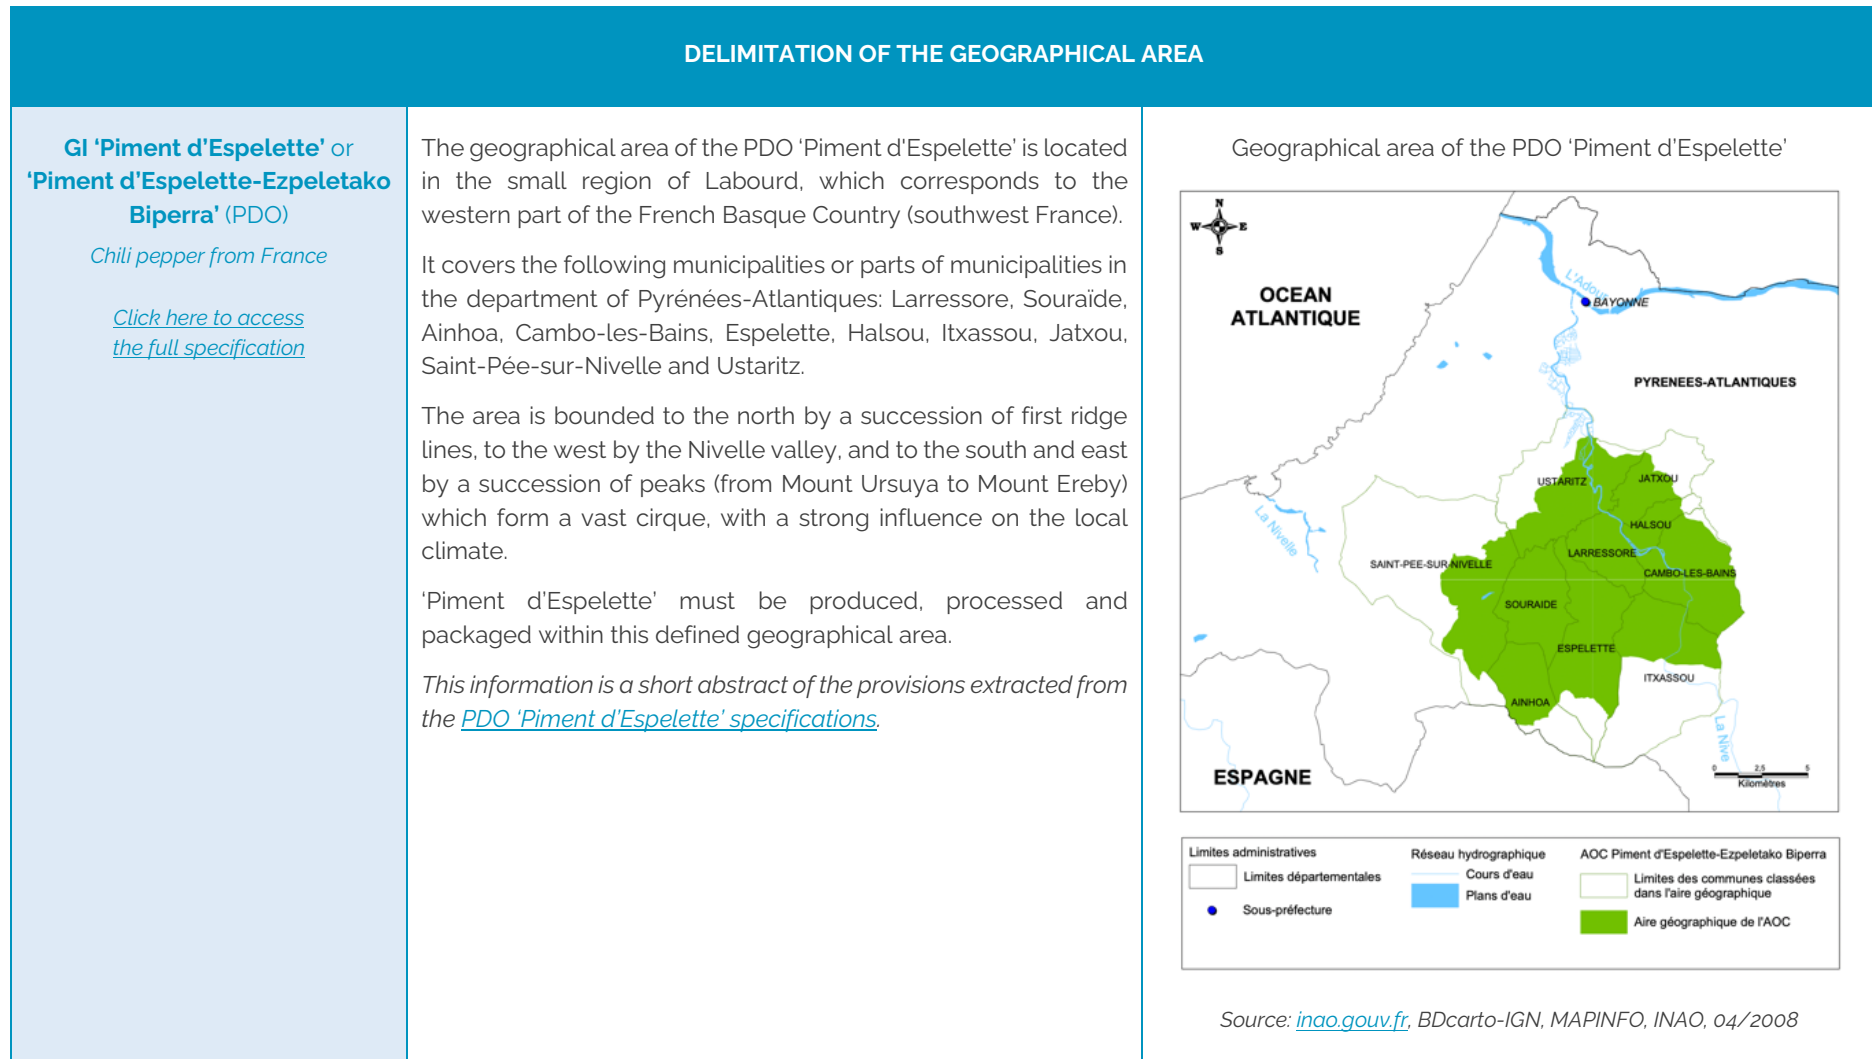 DELIMITATION OF THE GEOGRAPHICAL AREA
GI ‘Piment d’Espelette’ or
‘Piment d’Espelette-Ezpeletako
Biperra’ (PDO)
Chili pepper from France
Click here to access
the full specification
The geographical area of the PDO ‘Piment d'Espelette’ is located
in the small region of Labourd, which corresponds to the
western part of the French Basque Country (southwest France).
It covers the following municipalities or parts of municipalities in
the department of Pyrénées-Atlantiques: Larressore, Souraïde,
Ainhoa, Cambo-les-Bains, Espelette, Halsou, Itxassou, Jatxou,
Saint-Pée-sur-Nivelle and Ustaritz.
The area is bounded to the north by a succession of first ridge
lines, to the west by the Nivelle valley, and to the south and east
by a succession of peaks (from Mount Ursuya to Mount Ereby)
which form a vast cirque, with a strong influence on the local
climate.
‘Piment d’Espelette’ must be produced, processed and
packaged within this defined geographical area.
This information is a short abstract of the provisions extracted from
the PDO ‘Piment d’Espelette’ specifications.
Geographical area of the PDO ‘Piment d’Espelette’
N
W E
S
L'Adour
BAYONNE
OCEAN
ATLANTIQUE
PYRENEES-ATLANTIQUES
USTARITZ
JATXOU
La Nivelle
HALSOU
LARRESSORE
SAINT-PEE-SUR-NIVELLE
CAMBO-LES-BAINS
SOURAIDE
ESPELETTE
ITXASSOU
AINHOA
La Nive
ESPAGNE
0 2,5 5
Kilomètres
Limites administratives
Limites départementales
Sous-préfecture
Réseau hydrographique
Cours d'eau
Plans d'eau
AOC Piment d'Espelette-Ezpeletako Biperra
Limites des communes classées
dans l'aire géographique
Aire géographique de l'AOC
Source: inao.gouv.fr, BDcarto-IGN, MAPINFO, INAO, 04/2008